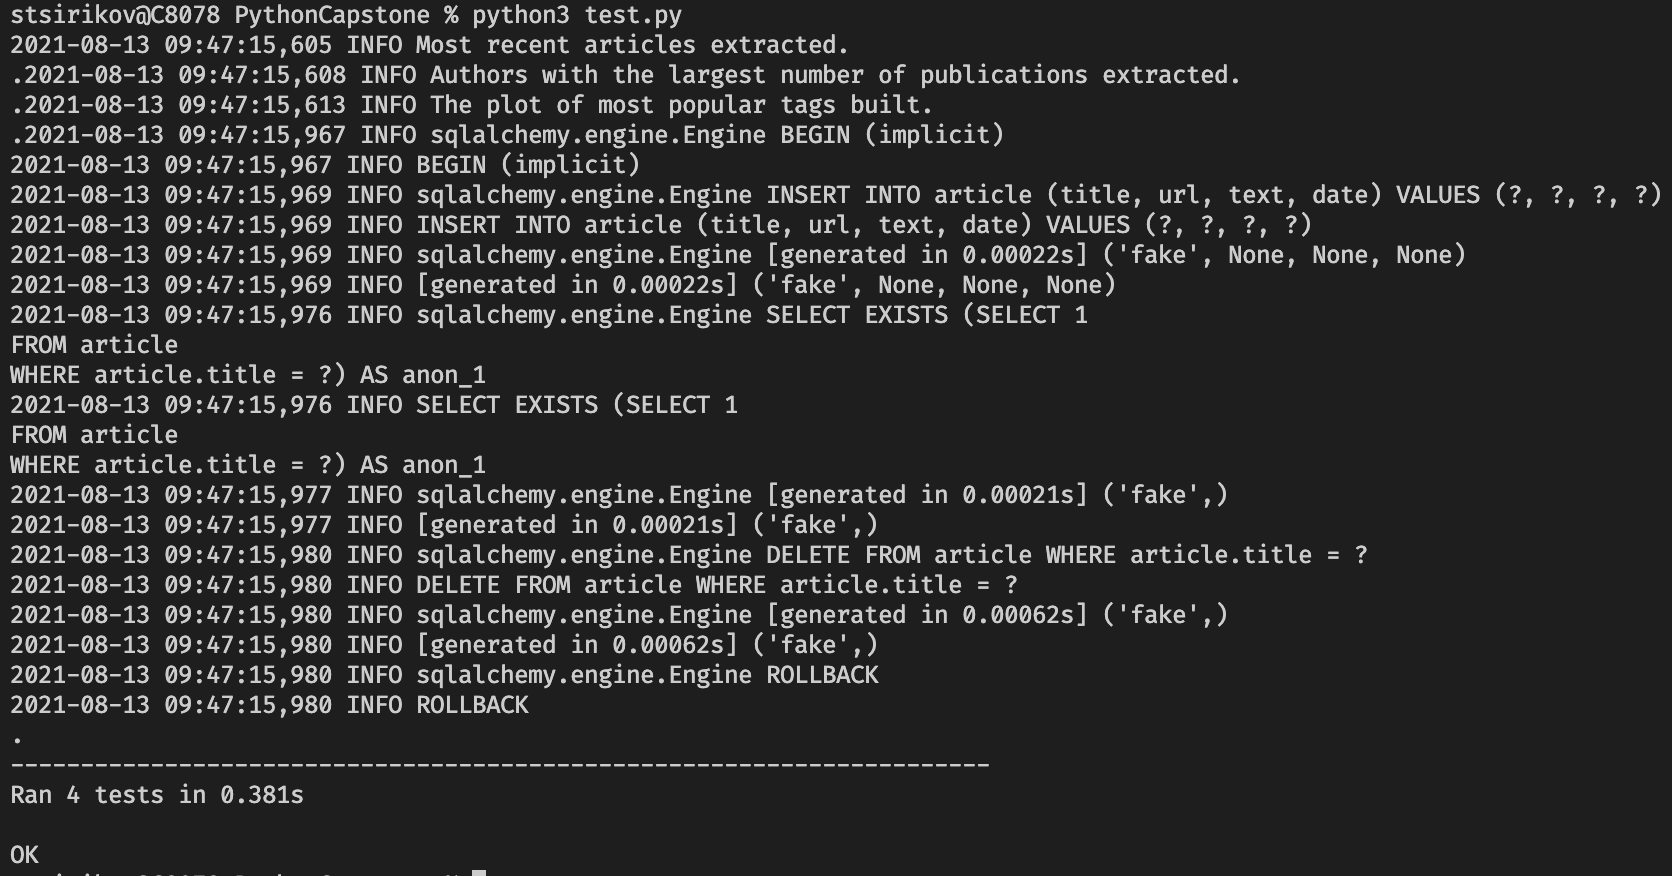 stsirikov@C8078 PythonCapstone % python3 test.py
2021-08-13 09:47:15,605 INFO Most recent articles extracted.
.2021-08-13 09:47:15,608 INFO Authors with the largest number of publications extracted.
.2021-08-13 09:47:15,613 INFO The plot of most popular tags built.
.2021-08-13 09:47:15,967 INFO sqlalchemy.engine.Engine BEGIN (implicit)
2021-08-13 09:47:15,967 INFO BEGIN (implicit)
2021-08-13 09:47:15,969 INFO sqlalchemy.engine.Engine INSERT INTO article (title, url, text, date) VALUES (?, ?, ?, ?)
2021-08-13 09:47:15,969 INFO INSERT INTO article (title, url, text, date) VALUES (?, ?, ?, ?)
2021-08-13 09:47:15,969 INFO sqlalchemy.engine.Engine [generated in 0.00022s] ('fake', None, None, None)
2021-08-13 09:47:15,969 INFO [generated in 0.00022s] ('fake', None, None, None)
2021-08-13 09:47:15,976 INFO sqlalchemy.engine.Engine SELECT EXISTS (SELECT 1
FROM article
WHERE article.title = ?) AS anon_1
2021-08-13 09:47:15,976 INFO SELECT EXISTS (SELECT 1
FROM article
WHERE article.title = ?) AS anon_1
2021-08-13 09:47:15,977 INFO sqlalchemy.engine.Engine [generated in 0.00021s] ('fake',)
2021-08-13 09:47:15,977 INFO [generated in 0.00021s] ('fake',)
2021-08-13 09:47:15,980 INFO sqlalchemy.engine.Engine DELETE FROM article WHERE article.title = ?
2021-08-13 09:47:15,980 INFO DELETE FROM article WHERE article.title = ?
2021-08-13 09:47:15,980 INFO sqlalchemy.engine.Engine [generated in 0.00062s] ('fake',)
2021-08-13 09:47:15,980 INFO [generated in 0.00062s] ('fake',)
2021-08-13 09:47:15,980 INFO sqlalchemy.engine.Engine ROLLBACK
2021-08-13 09:47:15,980 INFO ROLLBACK
.
----------------------------------------------------------------------
Ran 4 tests in 0.381s
OK